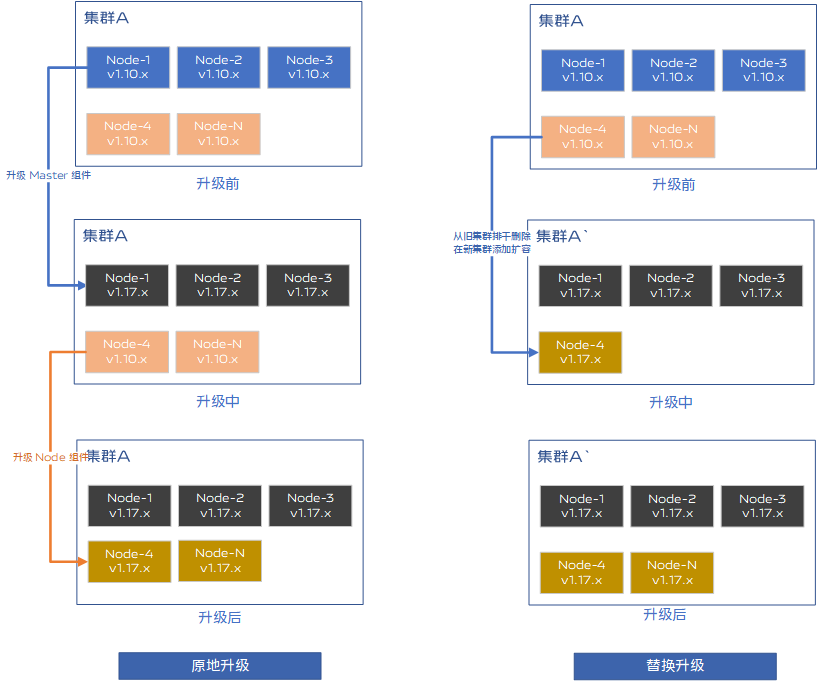 集群A
Node-1
v1.10.x
Node-2
v1.10.x
Node-3
v1.10.x
Node-4
v1.10.x
Node-N
v1.10.x
升级前
升级 Master 组件
集群A
Node-1
v1.17.x
Node-2
v1.17.x
Node-3
v1.17.x
Node-4
v1.10.x
Node-N
v1.10.x
升级中
升级 Node 组件
集群A
Node-1
v1.17.x
Node-2
v1.17.x
Node-3
v1.17.x
Node-4
v1.17.x
Node-N
v1.17.x
升级后
原地升级
集群A
Node-1
v1.10.x
Node-2
v1.10.x
Node-3
v1.10.x
Node-4
v1.10.x
Node-N
v1.10.x
升级前
从旧集群排干删除
在新集群添加扩容
集群A`
Node-1
v1.17.x
Node-2
v1.17.x
Node-3
v1.17.x
Node-4
v1.17.x
升级中
集群A`
Node-1
v1.17.x
Node-2
v1.17.x
Node-3
v1.17.x
Node-4
v1.17.x
Node-N
v1.17.x
升级后
替换升级